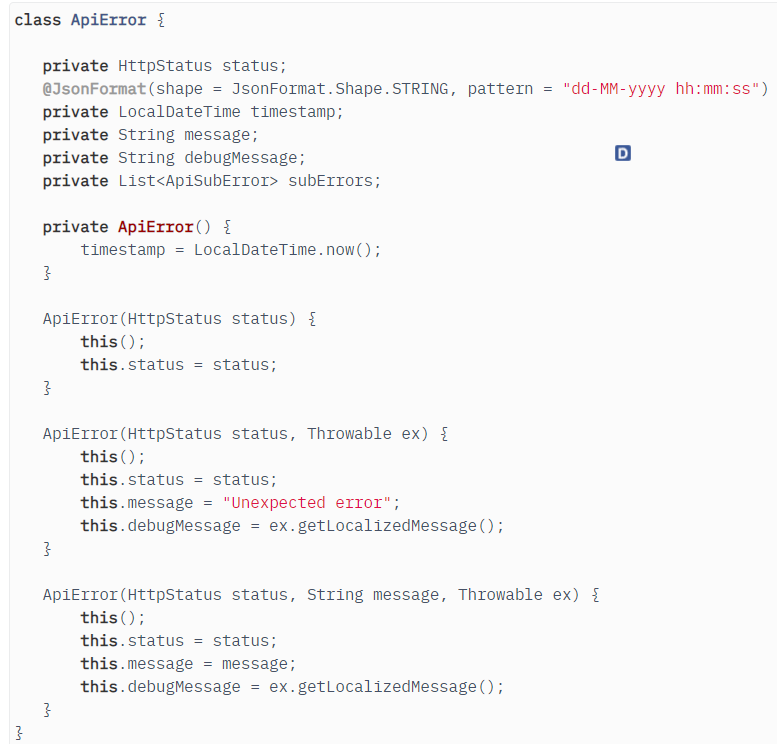 class ApiError {
private HttpStatus status;
@JsonFormat(shape = JsonFormat.Shape.STRING, pattern = "dd-MM-yyyy hh:mm:ss")
private LocalDateTime timestamp;
private String message;
private String debugMessage;
D
private List<ApiSubError> subErrors;
private ApiError() {
timestamp = LocalDateTime.now();
}
ApiError(HttpStatus status) {
this();
this.status = status;
}
ApiError(HttpStatus status, Throwable ex) {
this();
this.status = status;
this.message = "Unexpected error";
this.debugMessage = ex.getLocalizedMessage();
}
ApiError(HttpStatus status, String message, Throwable ex) {
this();
this.status = status;
this.message = message;
this.debugMessage = ex.getLocalizedMessage();
}
}